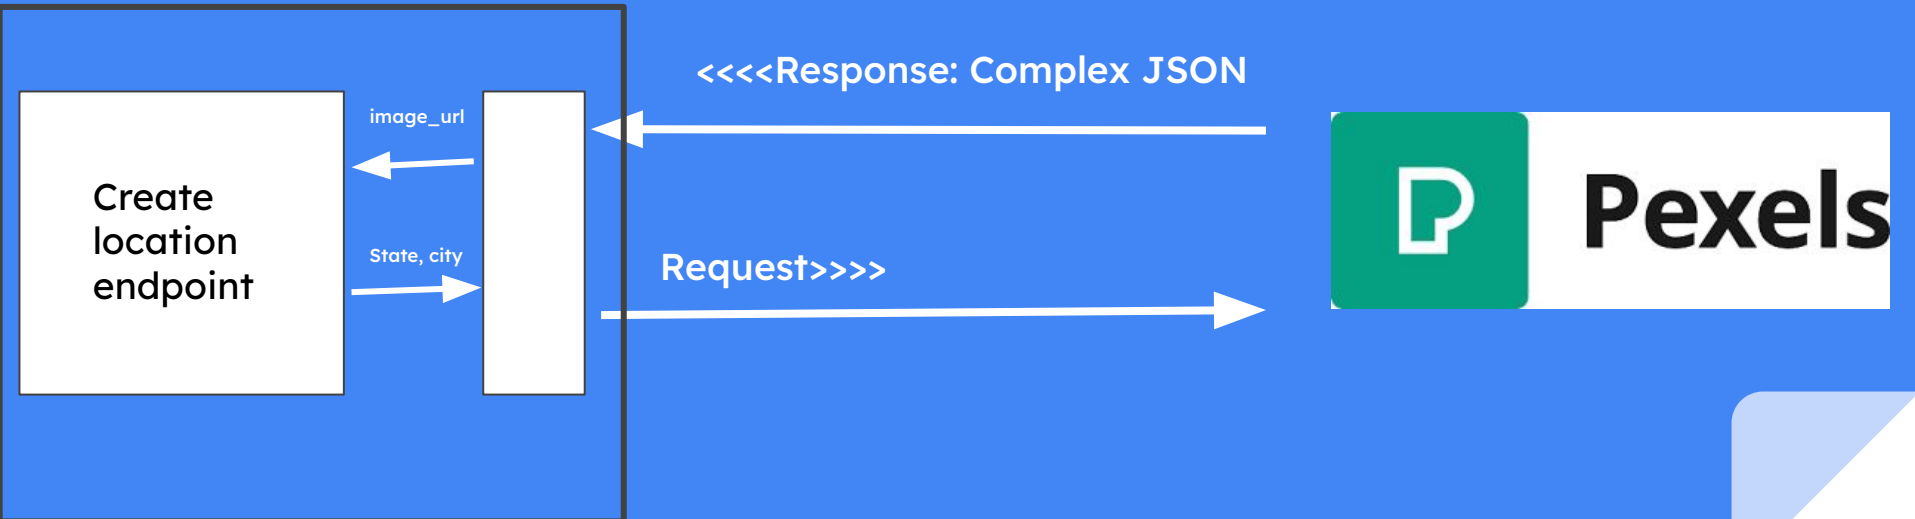 <<<<Response: Complex JSON
image_url
Create
location
endpoint
State, city
Request>>>>
P Pexels